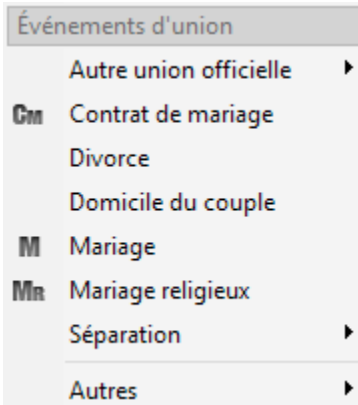 Événements d'union
Autre union officielle
CM Contrat de mariage
Divorce
Domicile du couple
M Mariage
MR Mariage religieux
Séparation
Autres